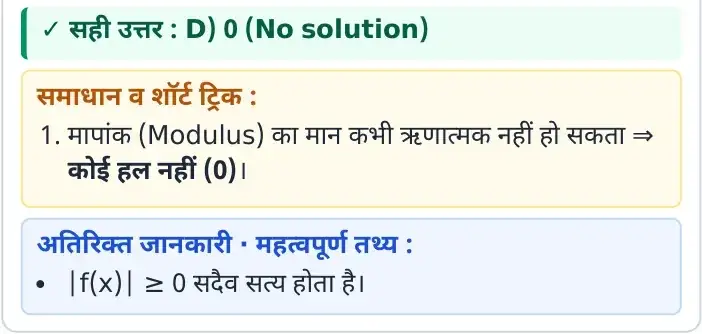 ✓ सही उत्तर : D) 0 (No solution)
समाधान व शॉर्ट ट्रिक :
1. मापांक (Modulus) का मान कभी ऋणात्मक नहीं हो सकता ⇒
कोई हल नहीं (0)।
अतिरिक्त जानकारी · महत्वपूर्ण तथ्य :
• |f(x)| ≥ 0 सदैव सत्य होता है।